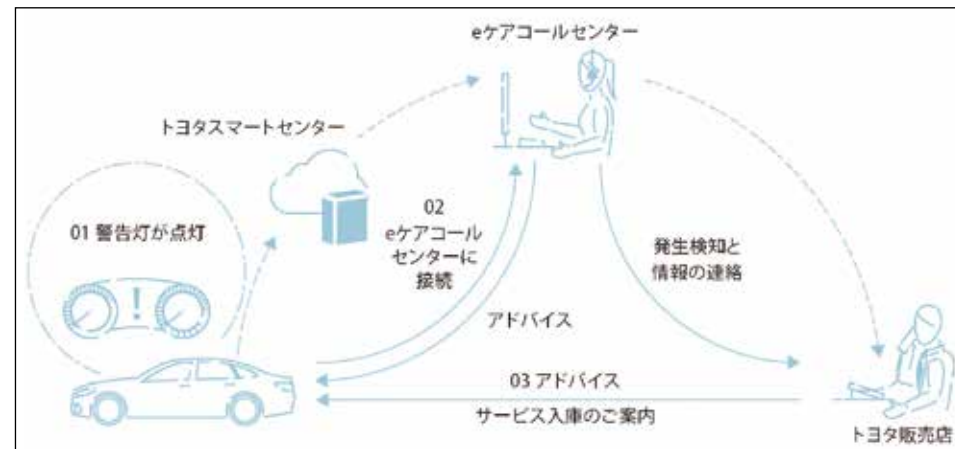 eケアコールセンター
トヨタスマートセンター
01 警告灯が点灯
02
eケアコール
センターに
接続
発生検知と
情報の連絡
アドバイス
03 アドバイス
サービス入庫のご案内
トヨタ販売店